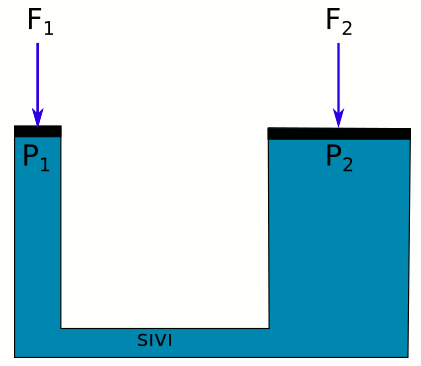 F₁ F₂
P₁ P₂
SIVI